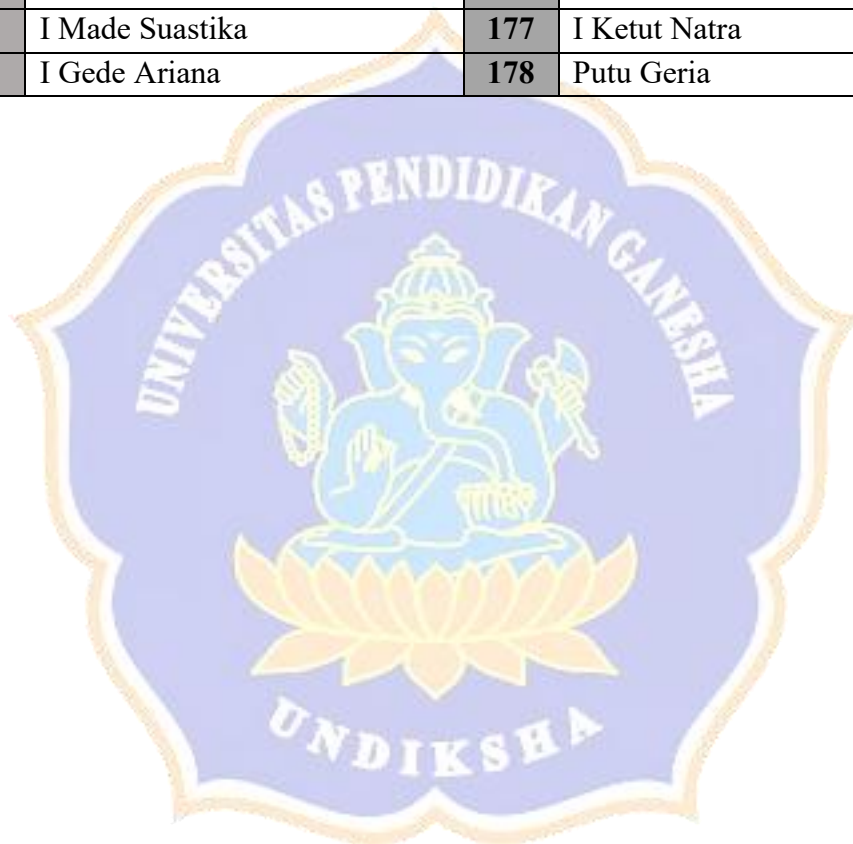 I Made Suastika 177 I Ketut Natra
I Gede Ariana 178 Putu Geria
UNIVERSITAS PENDIDIKAN GANESHA
UNDIKSHA